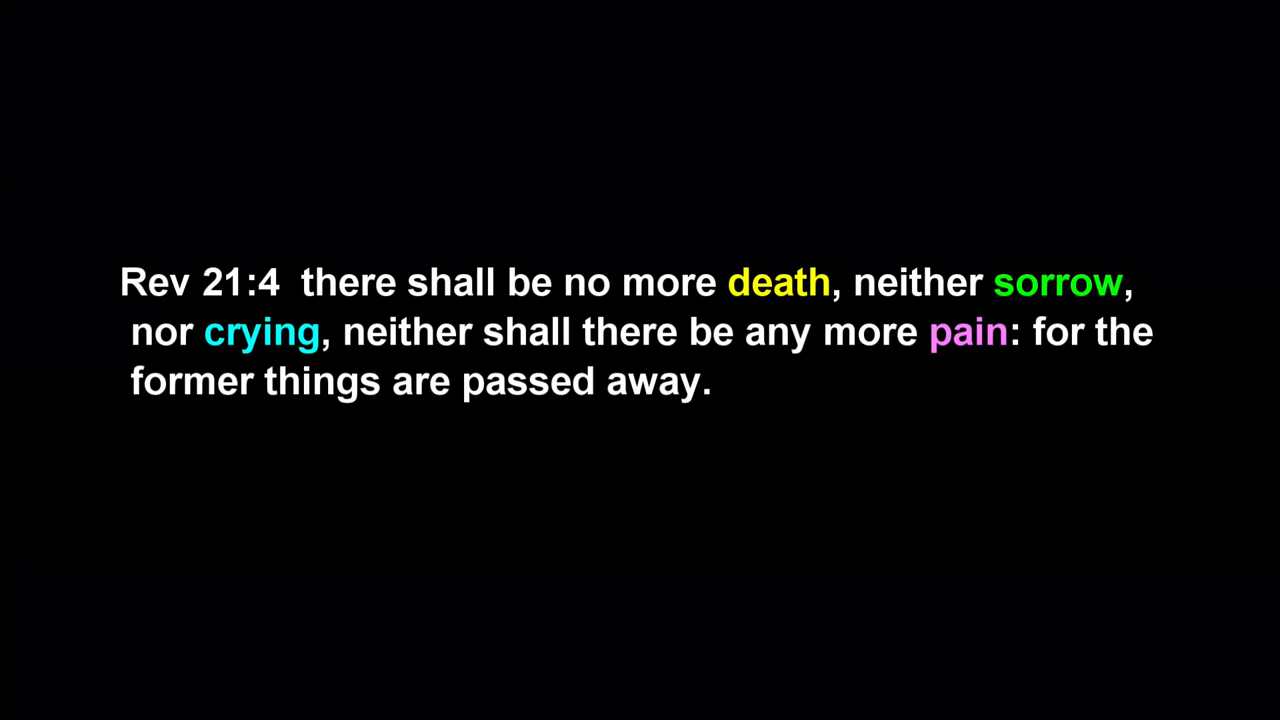 Rev 21:4  there shall be no more death, neither sorrow,
nor crying, neither shall there be any more pain: for the
former things are passed away.